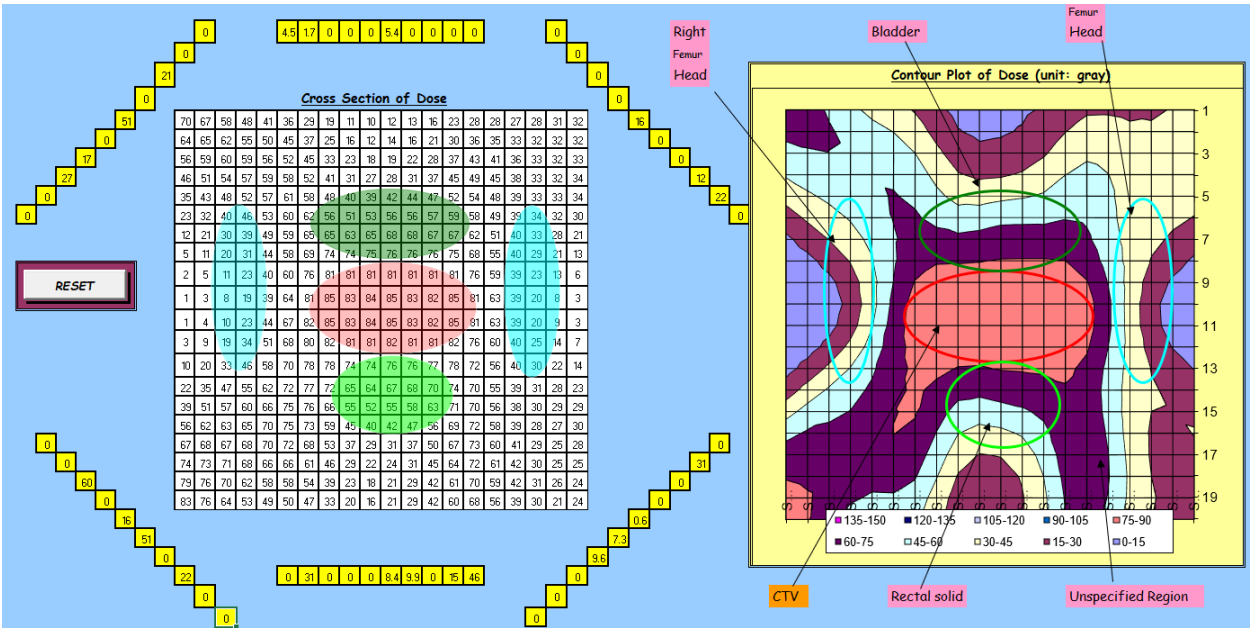 0 4.5 1.7 0 0 0 5.4 0 0 0 0 0
0 0
21 0
0 0
51 16
0 0
17 0
27 12
0 22
0 0
Cross Section of Dose
70 67 58 48 41 36 29 19 11 10 12 13 16 23 28 28 27 28 31 32
64 65 62 55 50 45 37 25 16 12 14 16 21 30 36 35 32 32
56 59 60 59 56 52 45 33 23 18 19 22 28 37 43 41 36 33 32 33
46 51 54 57 59 58 52 41 31 27 28 31 37 45 49 45 38 33 32 34
35 43 48 52 57 61 58 48 40 39 42 44 47 52 54 48 39 33 33 34
23 32 40 46 53 60 62 56 51 53 56 56 57 59 58 49 39 34 32 30
12 21 30 39 49 59 65 65 63 65 68 68 67 67 62 51 40 33 28 21
5 11 20 31 44 58 69 74 74 75 76 76 75 74 68 55 40 29 21 13
2 5 11 23 40 60 76 81 81 81 81 81 81 81 76 59 39 23 13 6
1 3 8 19 39 64 81 85 83 84 85 83 82 85 81 63 39 20 8 3
1 4 10 23 44 67 82 85 83 84 85 83 82 85 81 63 39 20 9 3
3 9 19 34 51 68 80 82 81 81 82 81 81 82 76 60 40 25 14 7
10 20 33 46 58 70 78 78 74 74 76 76 77 78 72 56 40 30 22 14
22 35 47 55 62 72 77 72 65 64 67 68 70 74 70 55 39 31 28 23
39 51 57 60 66 75 76 66 55 52 55 58 63 71 70 56 38 30 29 29
56 62 63 65 70 75 73 59 45 40 42 47 56 69 72 58 39 28 27 30
67 68 67 68 70 72 68 53 37 29 31 37 50 67 73 60 41 29 25 28
74 73 71 68 66 66 61 46 29 22 24 31 45 64 72 61 42 30 25 25
79 76 70 62 58 58 54 39 23 18 21 29 42 61 70 59 42 31 26 24
83 76 64 53 49 50 47 33 20 16 21 29 42 60 68 56 39 30 21 24
RESET
0 0
0 31
60 0
0 0
16 0.6
51 7.3
0 9.6
22 0 31 0 0 0 8.4 9.9 0 15 46 0
0 0
0 0
Right
Femur
Head
Bladder
Femur
Head
Contour Plot of Dose (unit: gray)
1
3
5
7
9
11
13
15
17
19
135-150 120-135 105-120 90-105 75-90
60-75 45-60 30-45 15-30 0-15
CTV
Rectal solid
Unspecified Region